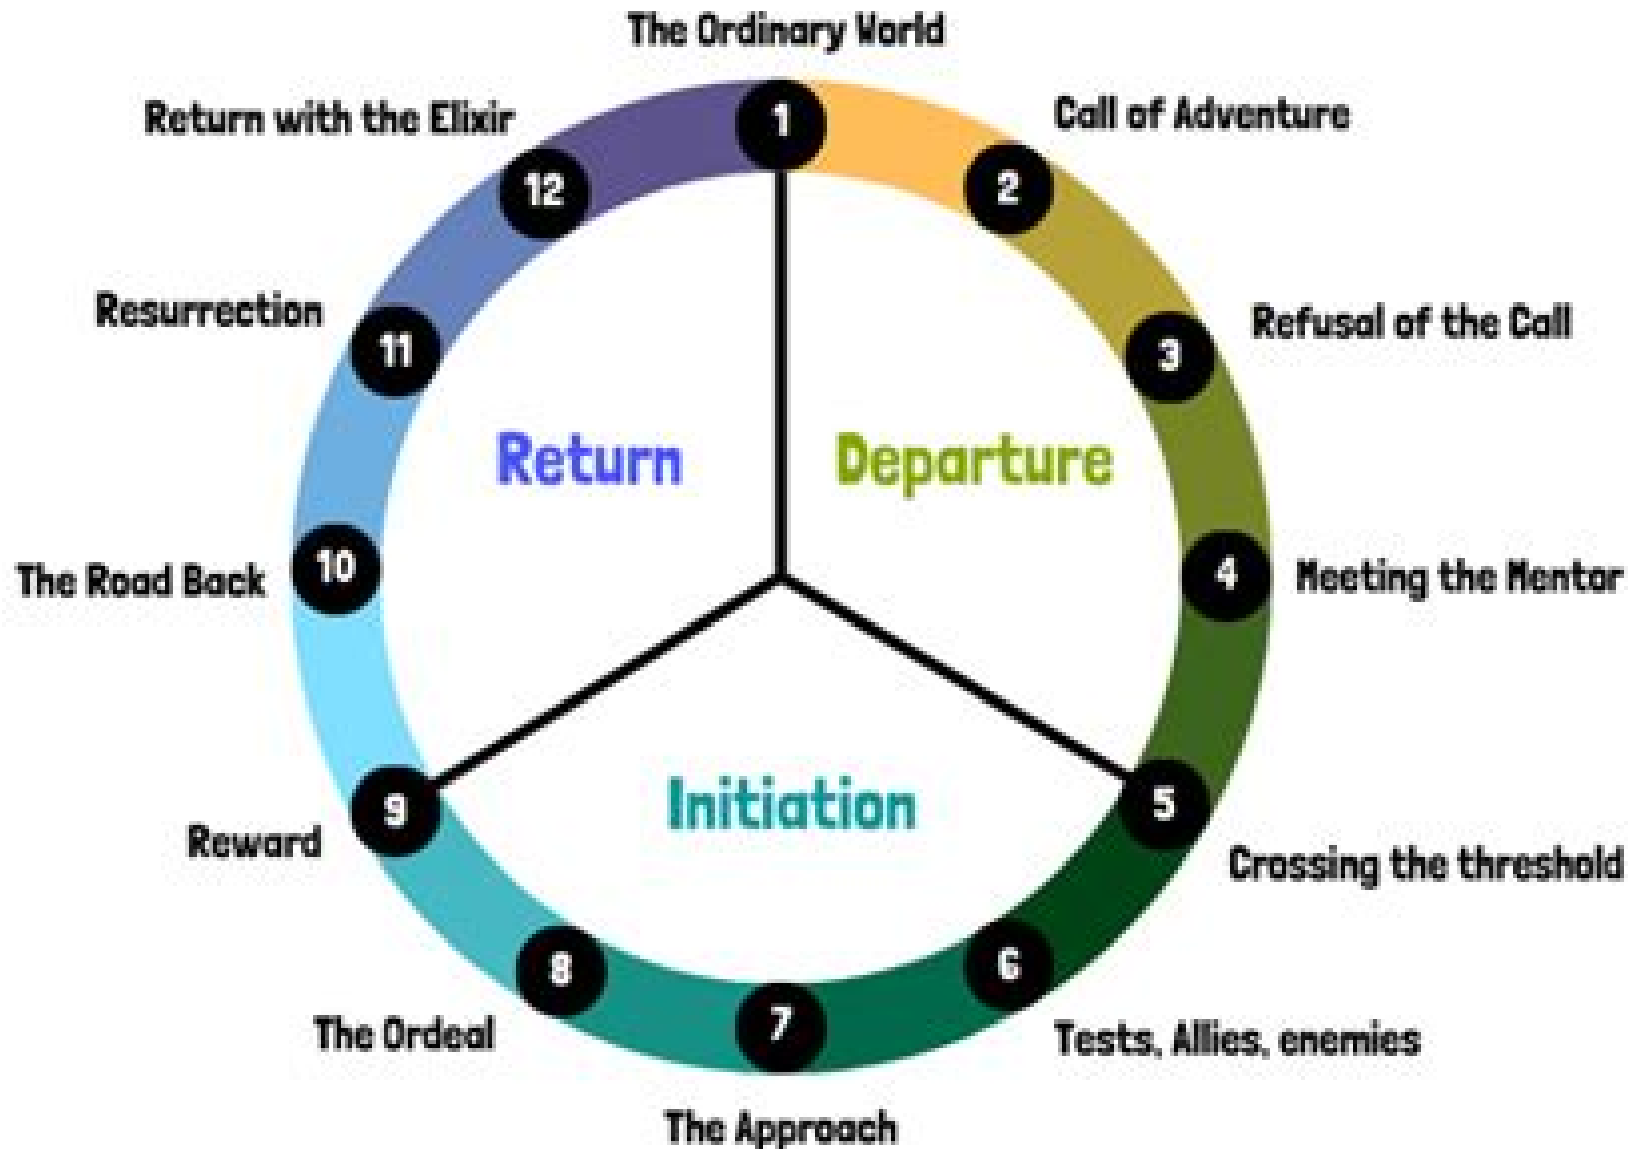 The Ordinary World
1
Call of Adventure
2
Refusal of the Call
3
Meeting the Mentor
4
Crossing the threshold
5
Tests, Allies, enemies
6
The Approach
7
The Ordeal
8
Reward
9
The Road Back
10
Resurrection
11
Return with the Elixir
12
Return
Departure
Initiation